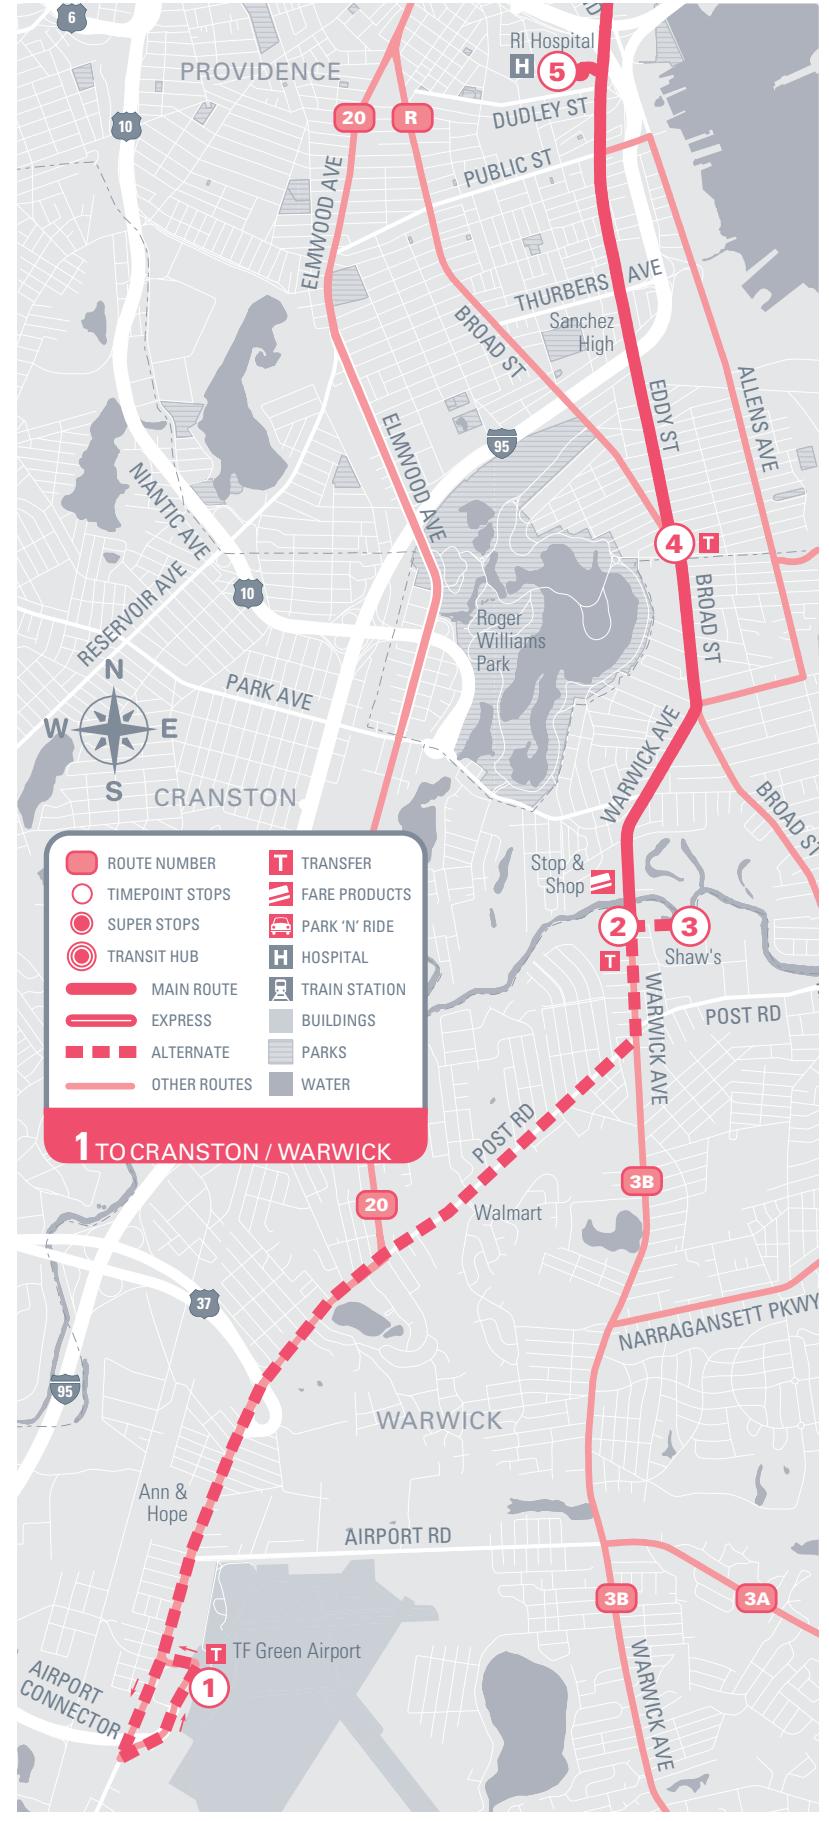 6
RI Hospital
H
5
PROVIDENCE
10
20
R
DUDLEY ST
PUBLIC ST
ELMWOOD AVE
THURBERS AVE
Sanchez
High
BROAD ST
EDDY ST
ALLENS AVE
ELMWOOD AVE
95
NIANTIC AVE
4
T
RESERVOIR AVE
10
BROAD ST
Roger
Williams
Park
N
W
E
S
PARK AVE
WARWICK AVE
CRANSTON
BROAD ST
Stop &
Shop
2
3
T
Shaw's
WARWICK AVE
POST RD
ROUTE NUMBER
TIMEPOINT STOPS
SUPER STOPS
TRANSIT HUB
MAIN ROUTE
EXPRESS
ALTERNATE
OTHER ROUTES
T TRANSFER
FARE PRODUCTS
PARK 'N' RIDE
H HOSPITAL
TRAIN STATION
BUILDINGS
PARKS
WATER
1 TO CRANSTON / WARWICK
POST RD
3B
20
Walmart
37
NARRAGANSETT PKWY
95
WARWICK
Ann &
Hope
AIRPORT RD
3B
3A
T
TF Green Airport
1
AIRPORT
CONNECTOR
WARWICK AVE